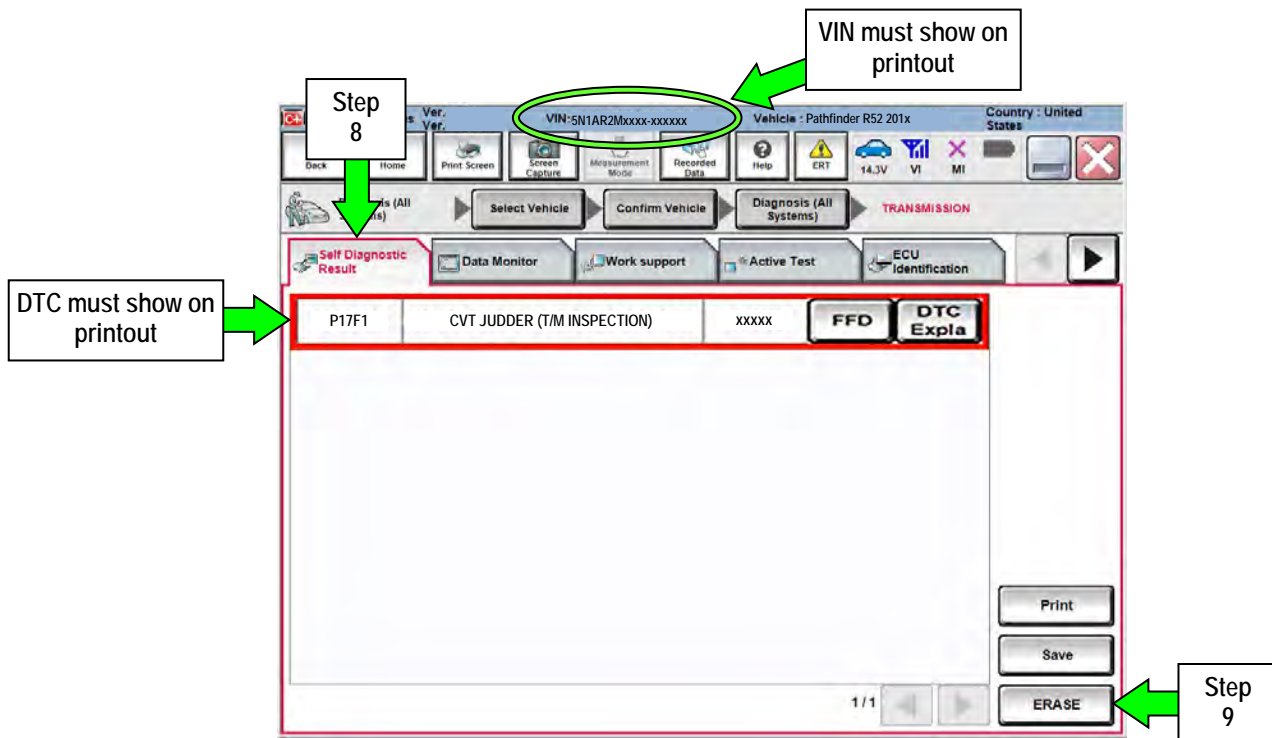 VIN must show on
printout
Step
8
Ver.
Ver.
VIN:5N1AR2Mxxxx-xxxxxx
Vehicle : Pathfinder R52 201x
Country : United
States
Back
Home
Print Screen
Screen
Capture
Measurement
Mode
Recorded
Data
Help
ERT
14.3V
VI
MI
(All
Select Vehicle
Confirm Vehicle
Diagnosis (All
Systems)
TRANSMISSION
Self Diagnostic
Result
Data Monitor
Work support
Active Test
ECU
Identification
DTC must show on
printout
P17F1
CVT JUDDER (T/M INSPECTION)
xxxxx
FFD
DTC
Expla
Print
Save
1/1
ERASE
Step
9